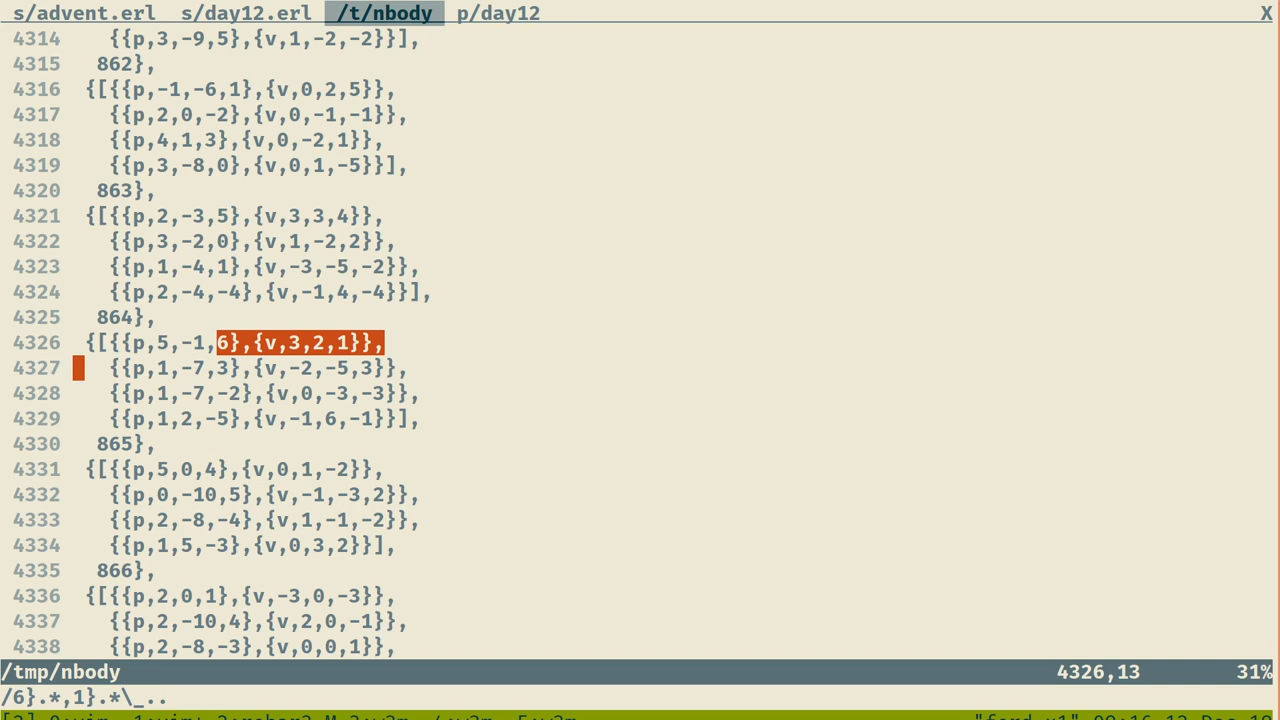 s/advent.erl s/day12.erl /t/nbody p/day12 X
4314 {{p,3,-9,5},{v,1,-2,-2}}],
4315 862},
4316 {[{{p,-1,-6,1},{v,0,2,5}},
4317 {{p,2,0,-2},{v,0,-1,-1}},
4318 {{p,4,1,3},{v,0,-2,1}},
4319 {{p,3,-8,0},{v,0,1,-5}}],
4320 863},
4321 {[{{p,2,-3,5},{v,3,3,4}},
4322 {{p,3,-2,0},{v,1,-2,2}},
4323 {{p,1,-4,1},{v,-3,-5,-2}},
4324 {{p,2,-4,-4},{v,-1,4,-4}}],
4325 864},
4326 {[{{p,5,-1,6},{v,3,2,1}},
4327 {{p,1,-7,3},{v,-2,-5,3}},
4328 {{p,1,-7,-2},{v,0,-3,-3}},
4329 {{p,1,2,-5},{v,-1,6,-1}}],
4330 865},
4331 {[{{p,5,0,4},{v,0,1,-2}},
4332 {{p,0,-10,5},{v,-1,-3,2}},
4333 {{p,2,-8,-4},{v,1,-1,-2}},
4334 {{p,1,5,-3},{v,0,3,2}}],
4335 866},
4336 {[{{p,2,0,1},{v,-3,0,-3}},
4337 {{p,2,-10,4},{v,2,0,-1}},
4338 {{p,2,-8,-3},{v,0,0,1}},
/tmp/nbody 4326,13 31%
/6}.*,1}.*\_..